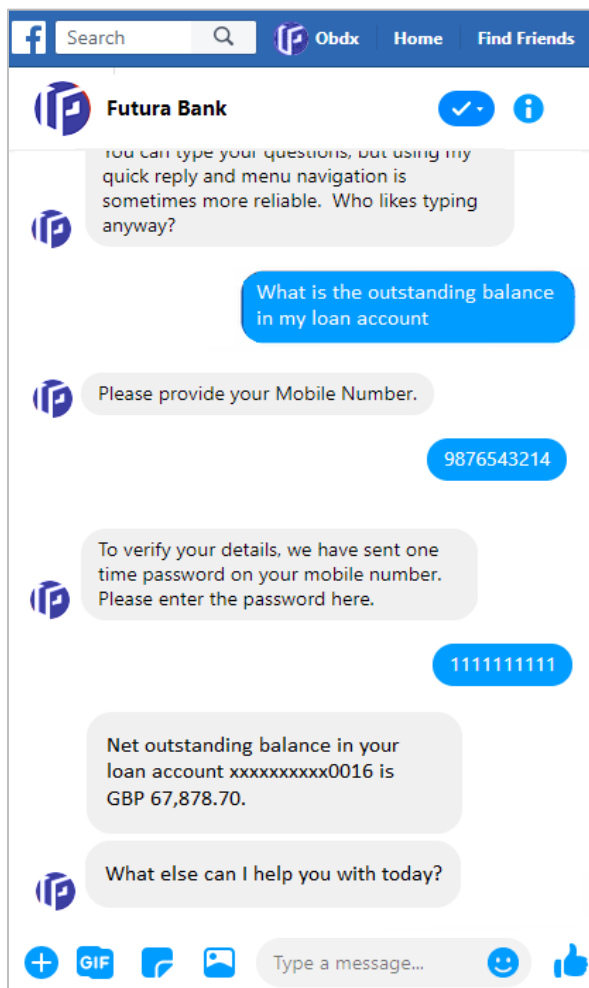 f Search Obdx Home Find Friends
Futura Bank
You can type your questions, but using my
quick reply and menu navigation is
sometimes more reliable. Who likes typing
anyway?
What is the outstanding balance
in my loan account
Please provide your Mobile Number.
9876543214
To verify your details, we have sent one
time password on your mobile number.
Please enter the password here.
1111111111
Net outstanding balance in your
loan account xxxxxxxxxx0016 is
GBP 67,878.70.
What else can I help you with today?
GIF Type a message...